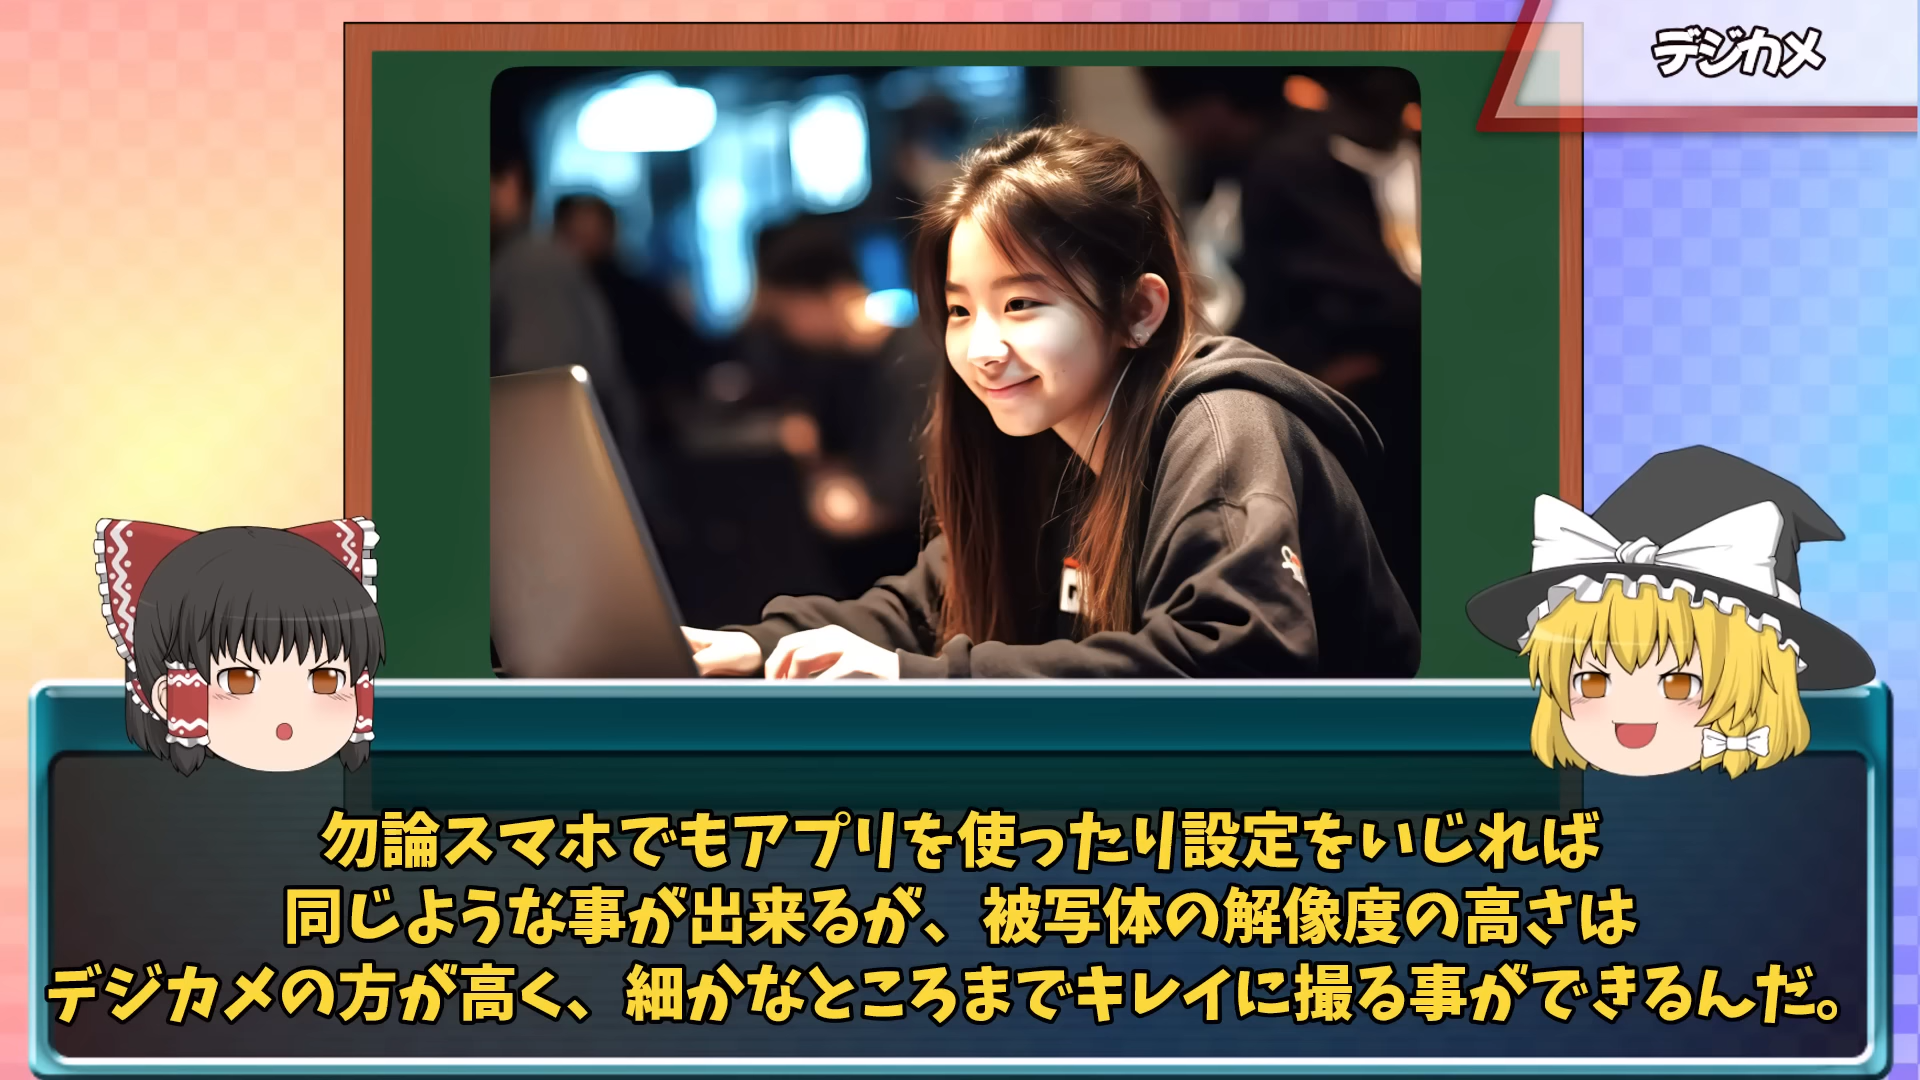 デジカメ
勿論スマホでもアプリを使ったり設定をいじれば
同じような事が出来るが、被写体の解像度の高さは
デジカメの方が高く、細かなところまでキレイに撮る事ができるんだ。